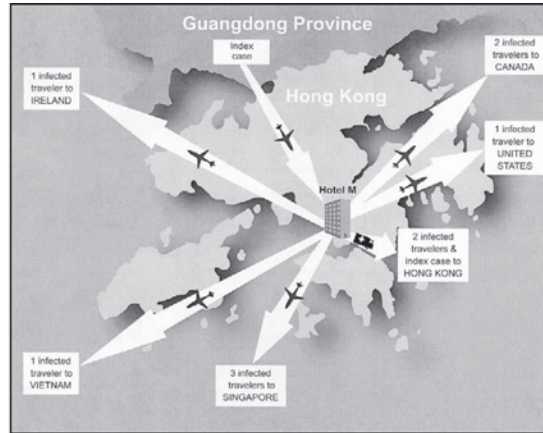 Guangdong Province
Index
case
2 infected
travelers to
CANADA
1 infected
traveler to
IRELAND
Hong Kong
1 infected
traveler to
UNITED
STATES
Hotel M
2 infected
travelers &
index case to
HONG KONG
1 infected
traveler to
VIETNAM
3 infected
travelers to
SINGAPORE